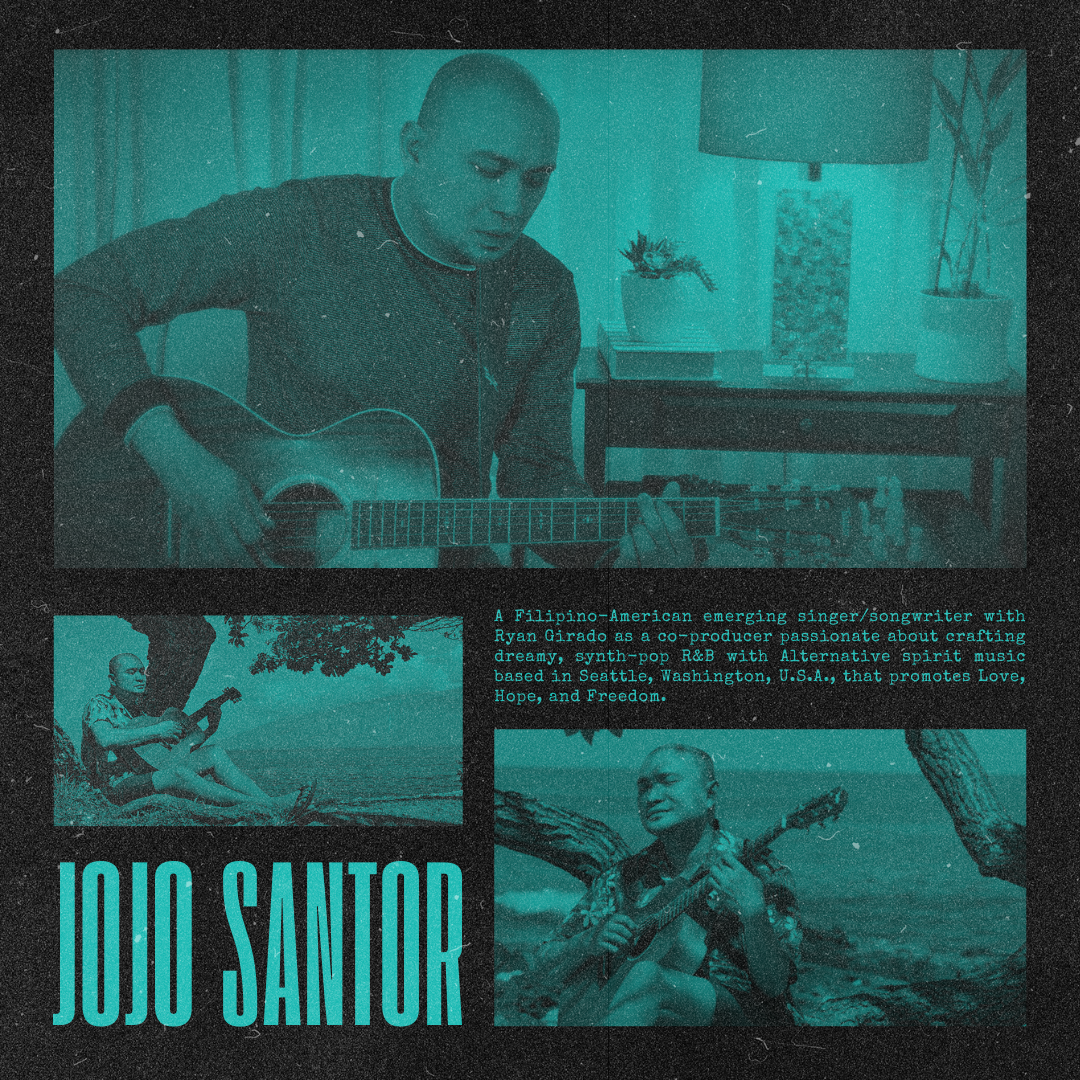 A Filipino-American emerging singer/songwriter with
Ryan Girado as a co-producer passionate about crafting
dreamy, synth-pop R&B with Alternative spirit music
based in Seattle, Washington, U.S.A., that promotes Love,
Hope, and Freedom.
JOJO SANTOR